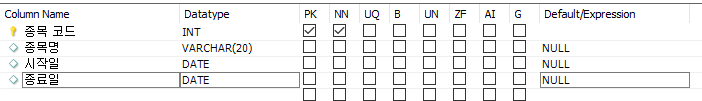 Column Name Datatype PK NN UQ B UN ZF AI G Default/Expression
종목 코드 INT
종목명 VARCHAR(20) NULL
시작일 DATE NULL
종료일 DATE NULL